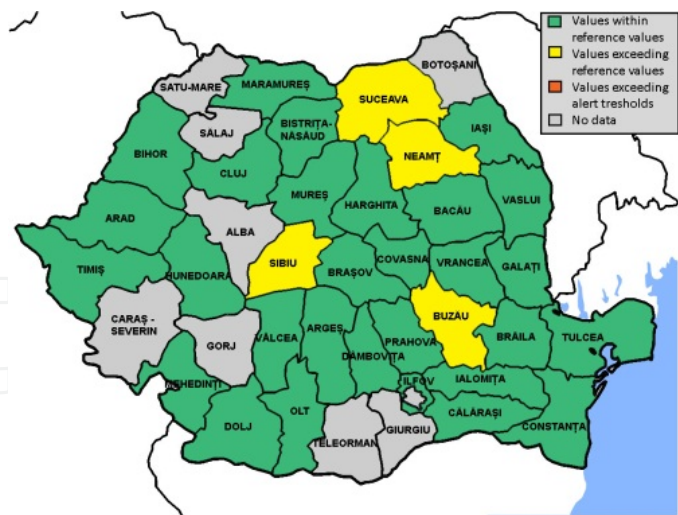 Values within
reference values
Values exceeding
reference values
Values exceeding
alert tresholds
No data
BOTOȘANI
SATU-MARE
MARAMUREȘ
SUCEAVA
SĂLAJ
BISTRIȚA-
NĂSĂUD
IAȘI
BIHOR
NEAMȚ
CLUJ
MUREȘ
HARGHITA
BACĂU
VASLUI
ARAD
ALBA
TIMIȘ
HUNEDOARA
SIBIU
BRAȘOV
COVASNA
VRANCEA
GALAȚI
CARAȘ -
SEVERIN
GORJ
VÂLCEA
ARGEȘ
DÂMBOVIȚA
PRAHOVA
BUZĂU
BRĂILA
TULCEA
MEHEDINȚI
ILFOV
IALOMIȚA
DOLJ
OLT
TELEORMAN
GIURGIU
CĂLĂRAȘI
CONSTANȚA